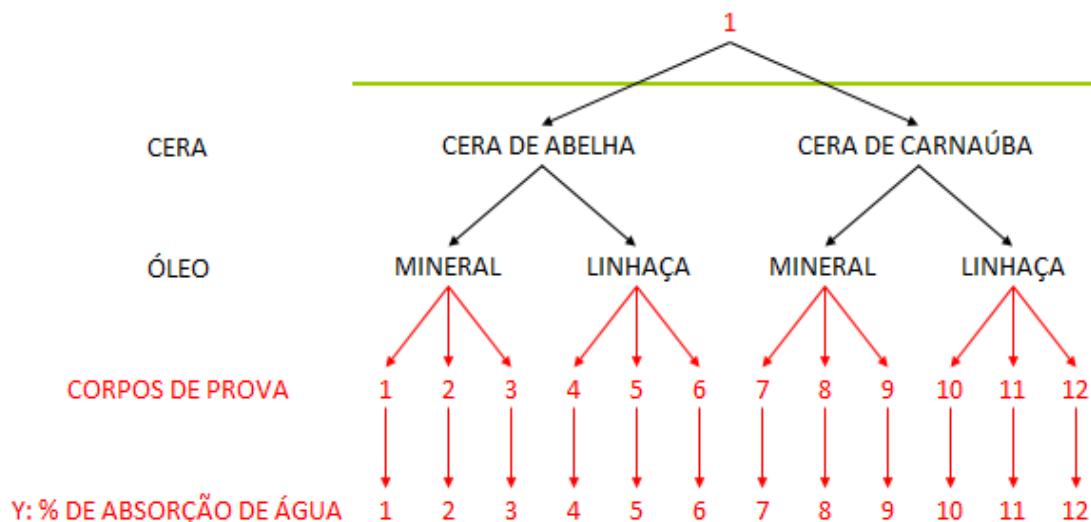 1
CERA CERA DE ABELHA CERA DE CARNAÚBA
ÓLEO MINERAL LINHAÇA MINERAL LINHAÇA
CORPOS DE PROVA 1 2 3 4 5 6 7 8 9 10 11 12
Y: % DE ABSORÇÃO DE ÁGUA 1 2 3 4 5 6 7 8 9 10 11 12